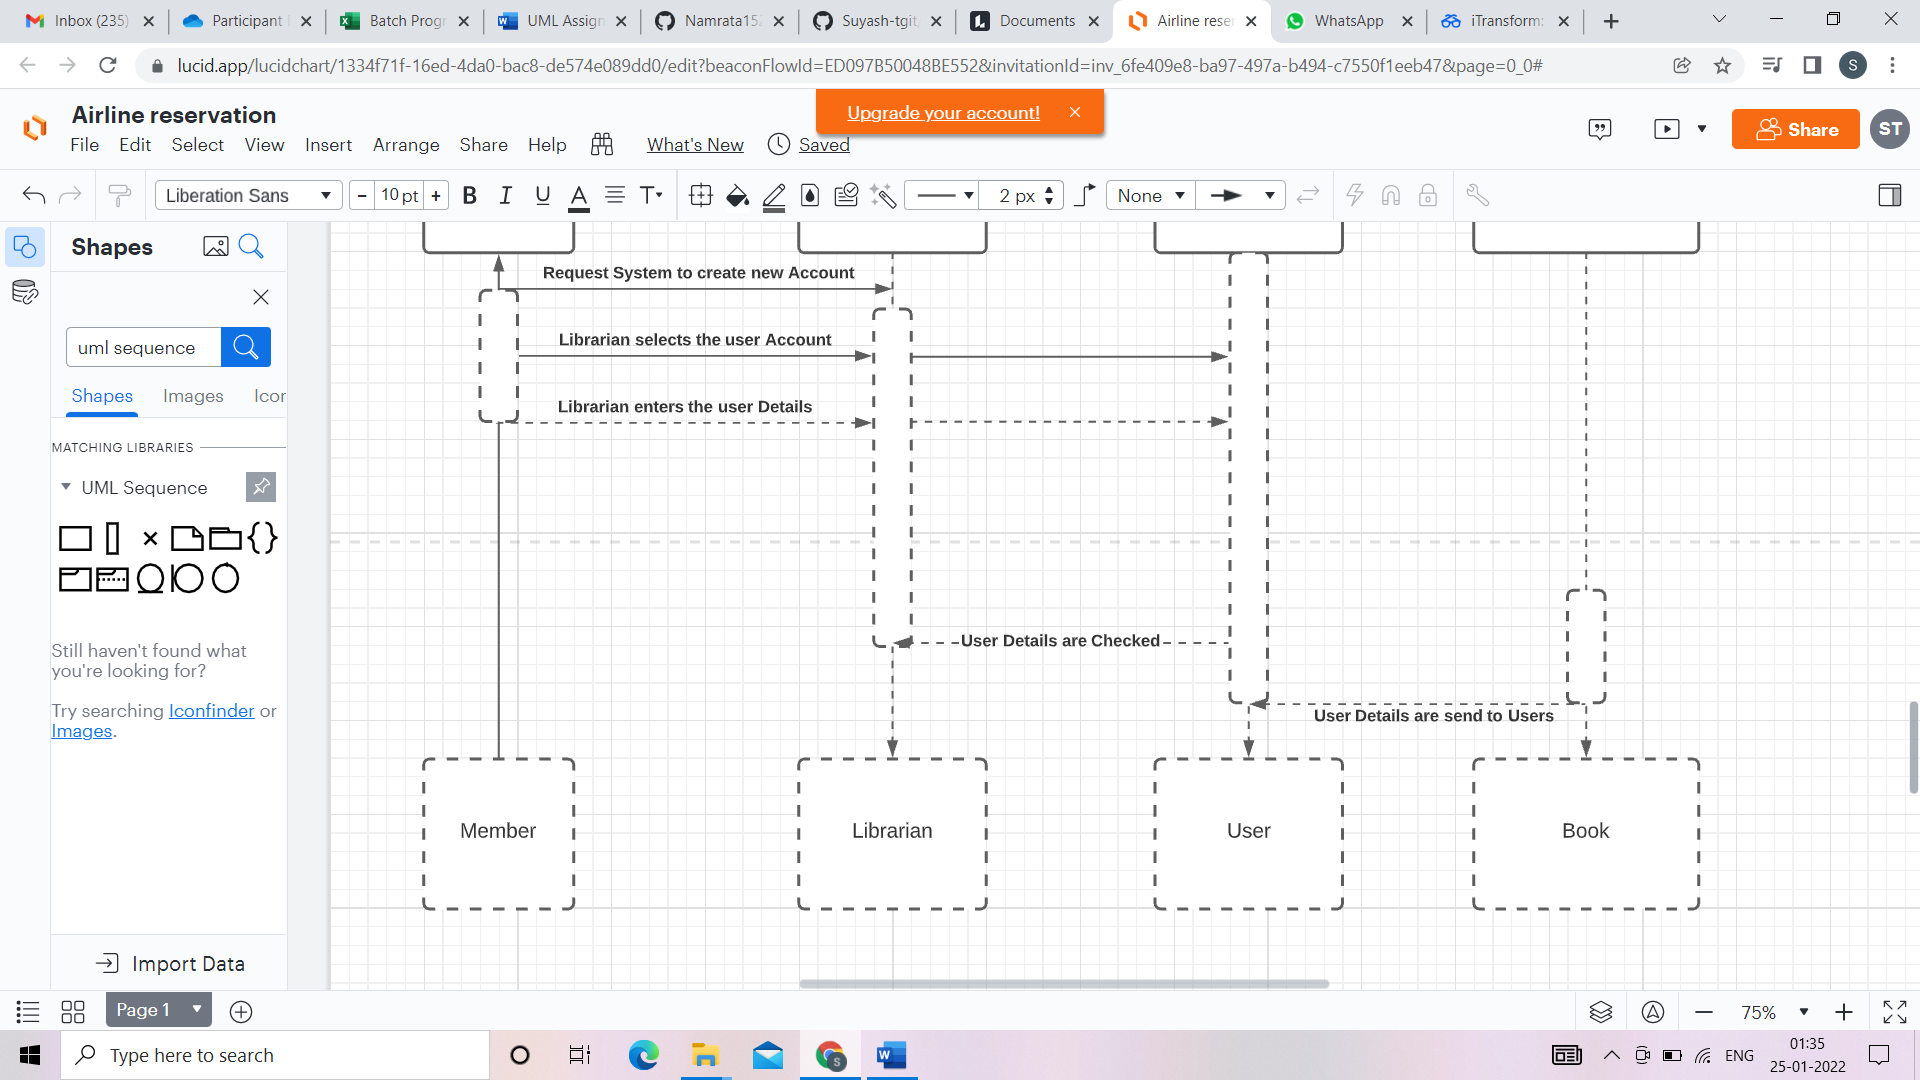 Inbox (235)
Participant
Batch Progr
UML Assign
Namrata152
Suyash-tgit
Documents
Airline reser
WhatsApp
iTransform:
lucid.app/lucidchart/1334f71f-16ed-4da0-bac8-de574e089dd0/edit?beaconFlowId=ED097B50048BE552&invitationId=inv_6fe409e8-ba97-497a-b494-c7550f1eeb47&page=0_0#
S
Airline reservation
Upgrade your account!
File Edit Select View Insert Arrange Share Help What's New Saved
Share
ST
Liberation Sans
- 10 pt +
B I U A T
2 px
None
Shapes
uml sequence
Shapes Images Icor
MATCHING LIBRARIES
UML Sequence
Still haven't found what
you're looking for?
Try searching Iconfinder or
Images.
Import Data
Request System to create new Account
Librarian selects the user Account
Librarian enters the user Details
User Details are Checked
User Details are send to Users
Member
Librarian
User
Book
Page 1
75%
Type here to search
ENG
01:35
25-01-2022